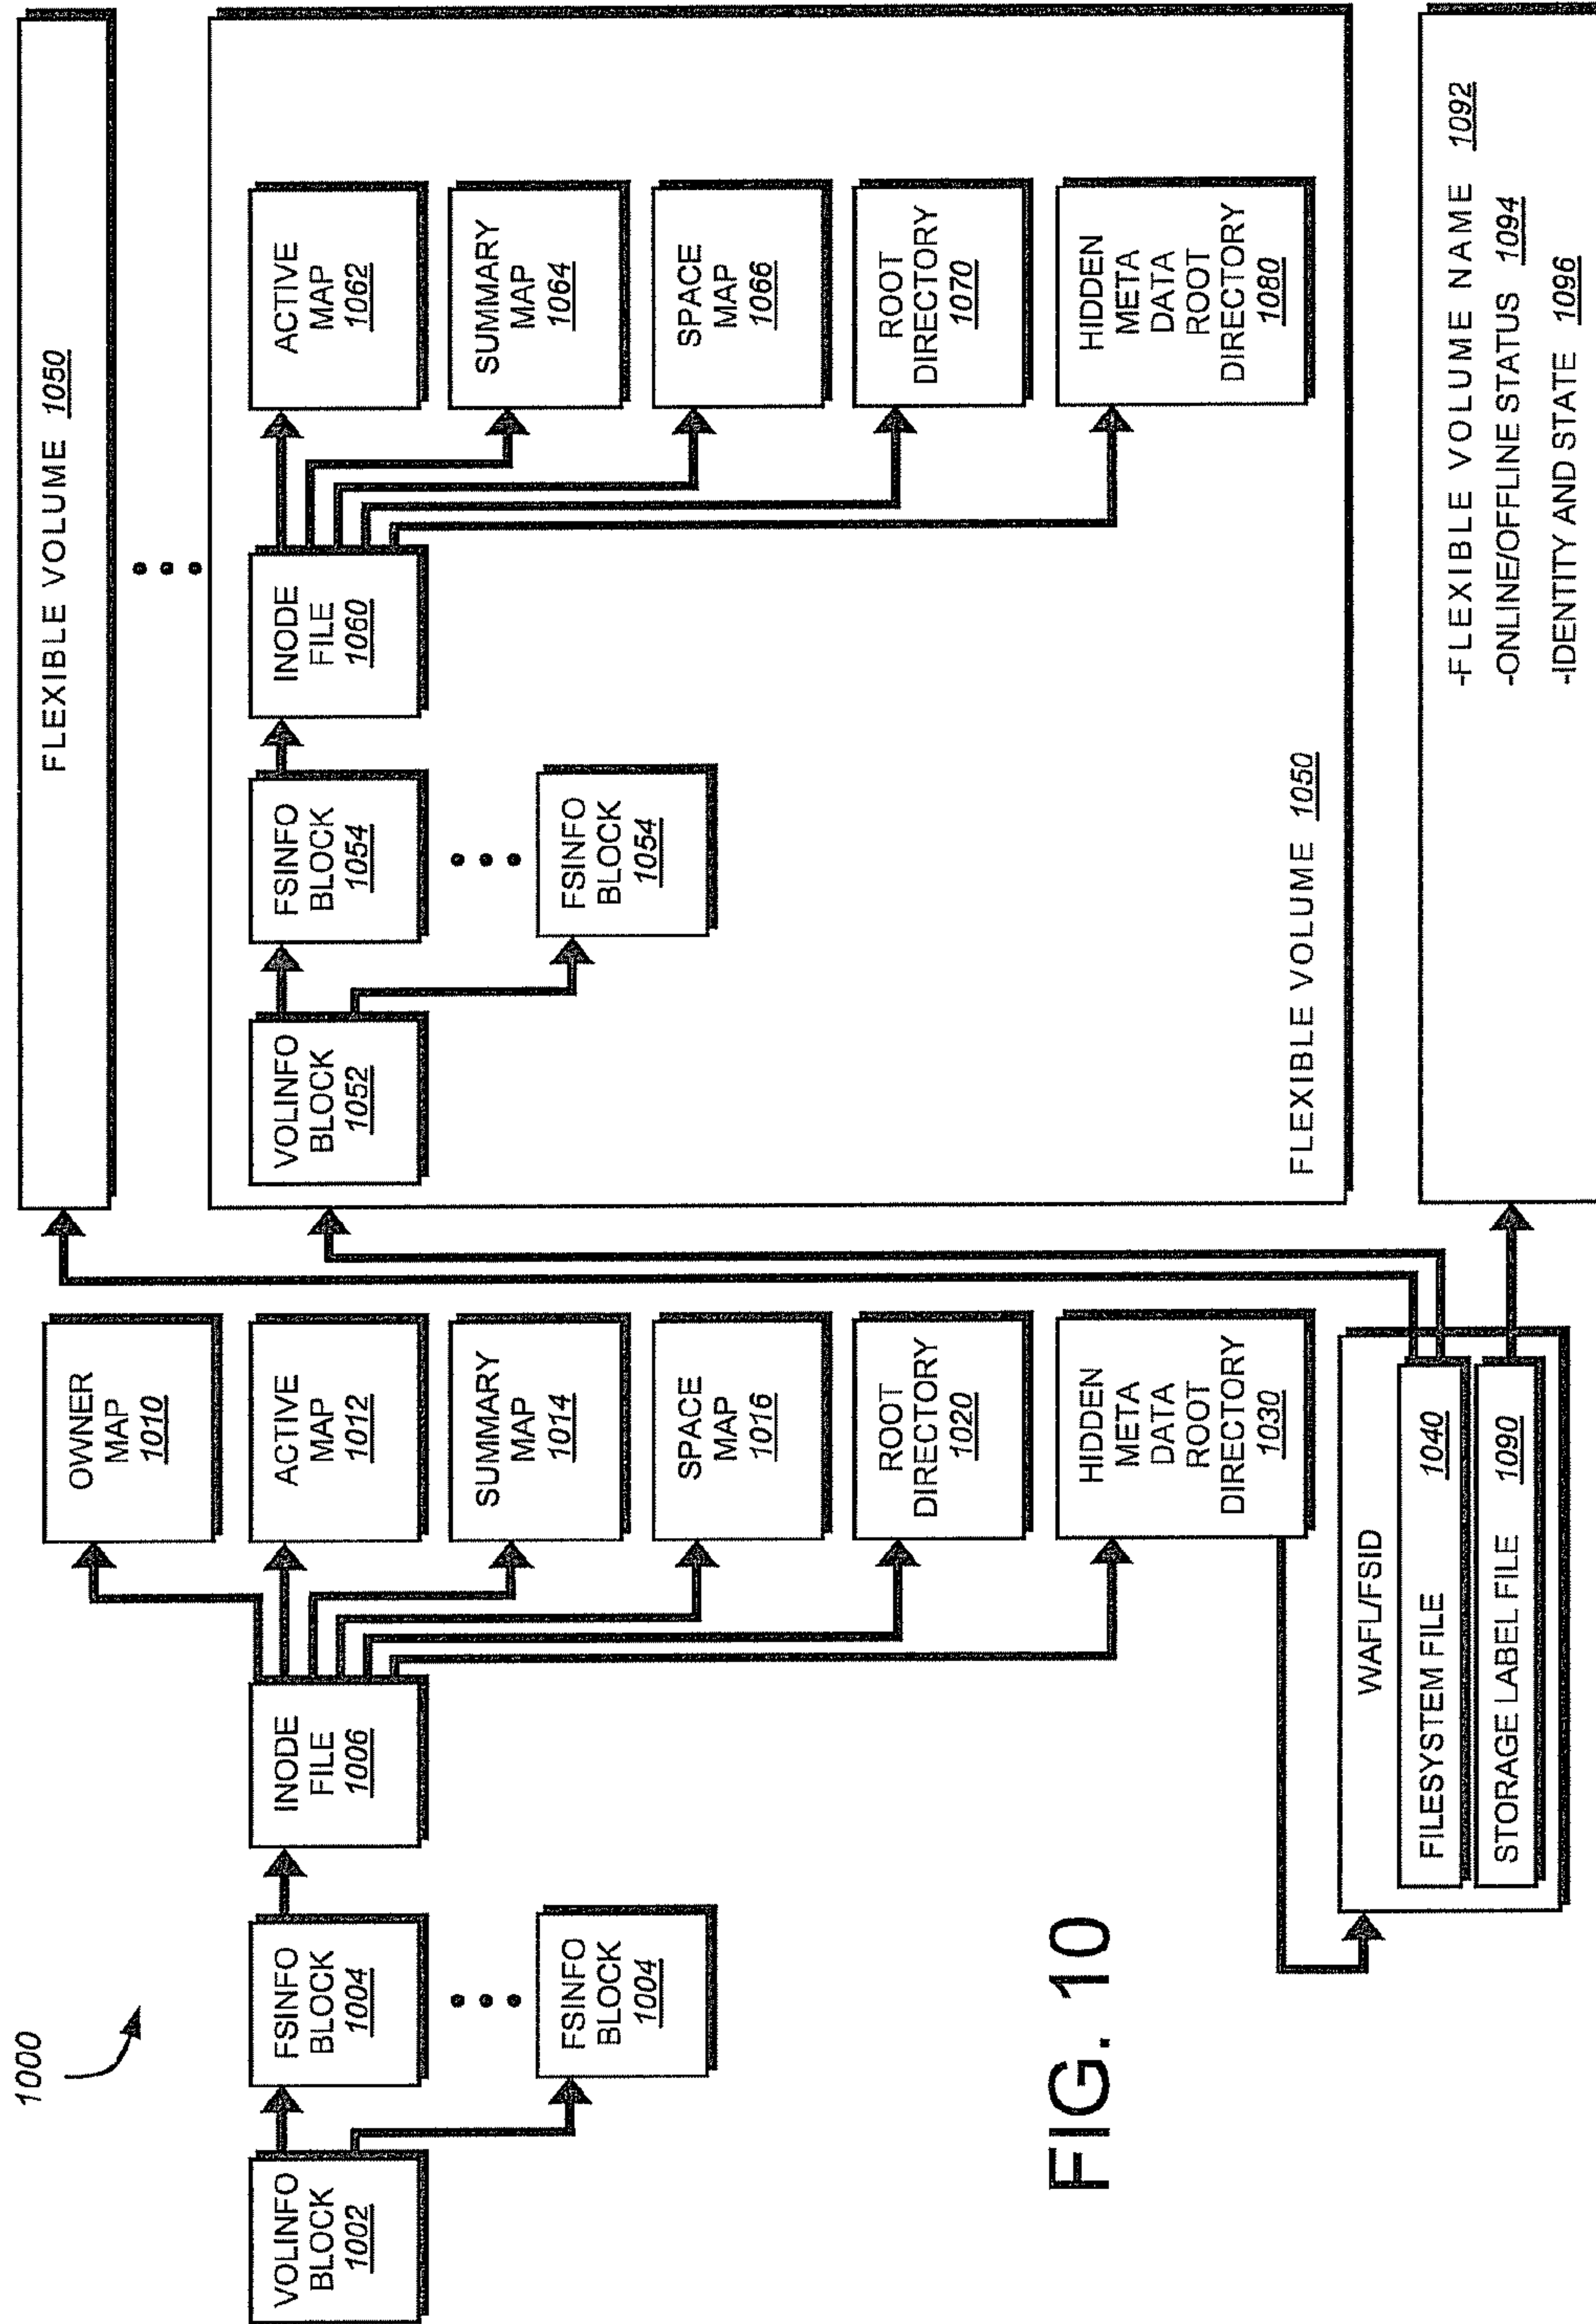 1000
VOLINFO
BLOCK
1002
FSINFO
BLOCK
1004
FSINFO
BLOCK
1004
INODE
FILE
1006
OWNER
MAP
1010
ACTIVE
MAP
1012
SUMMARY
MAP
1014
SPACE
MAP
1016
ROOT
DIRECTORY
1020
HIDDEN
META
DATA
ROOT
DIRECTORY
1030
WAFL/FSID
FILESYSTEM FILE 1040
STORAGE LABEL FILE 1090
FLEXIBLE VOLUME 1050
VOLINFO
BLOCK
1052
FSINFO
BLOCK
1054
FSINFO
BLOCK
1054
INODE
FILE
1060
ACTIVE
MAP
1062
SUMMARY
MAP
1064
SPACE
MAP
1066
ROOT
DIRECTORY
1070
HIDDEN
META
DATA
ROOT
DIRECTORY
1080
FLEXIBLE VOLUME 1050
-FLEXIBLE VOLUME NAME 1092
-ONLINE/OFFLINE STATUS 1094
-IDENTITY AND STATE 1096
FIG. 10